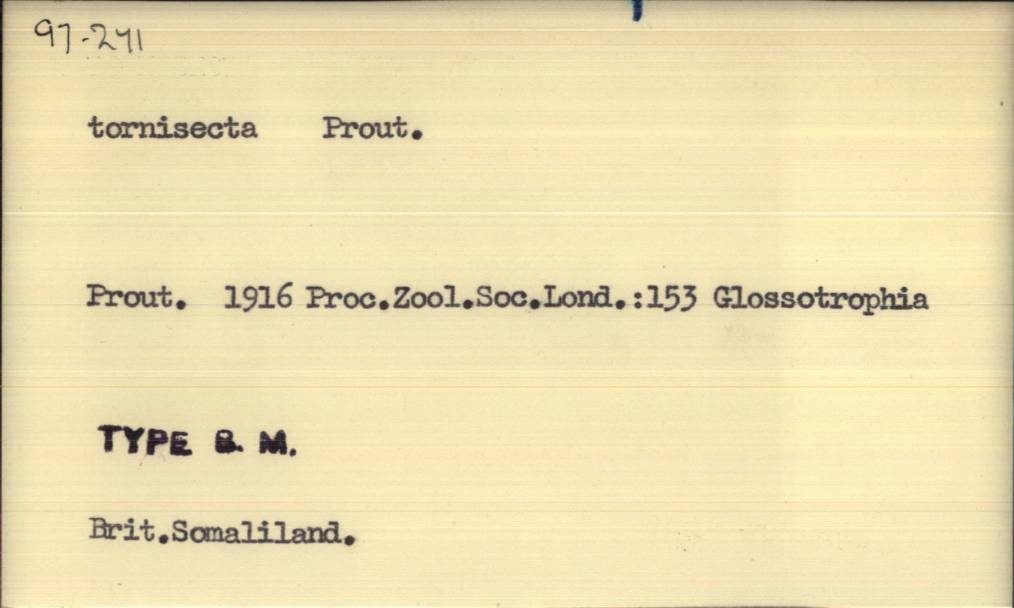 97-241
tornisecta Prout.
Prout. 1916 Proc.Zool.Soc.Lond.:153 Glossotrophia
TYPE B. M.
Brit.Somaliland.